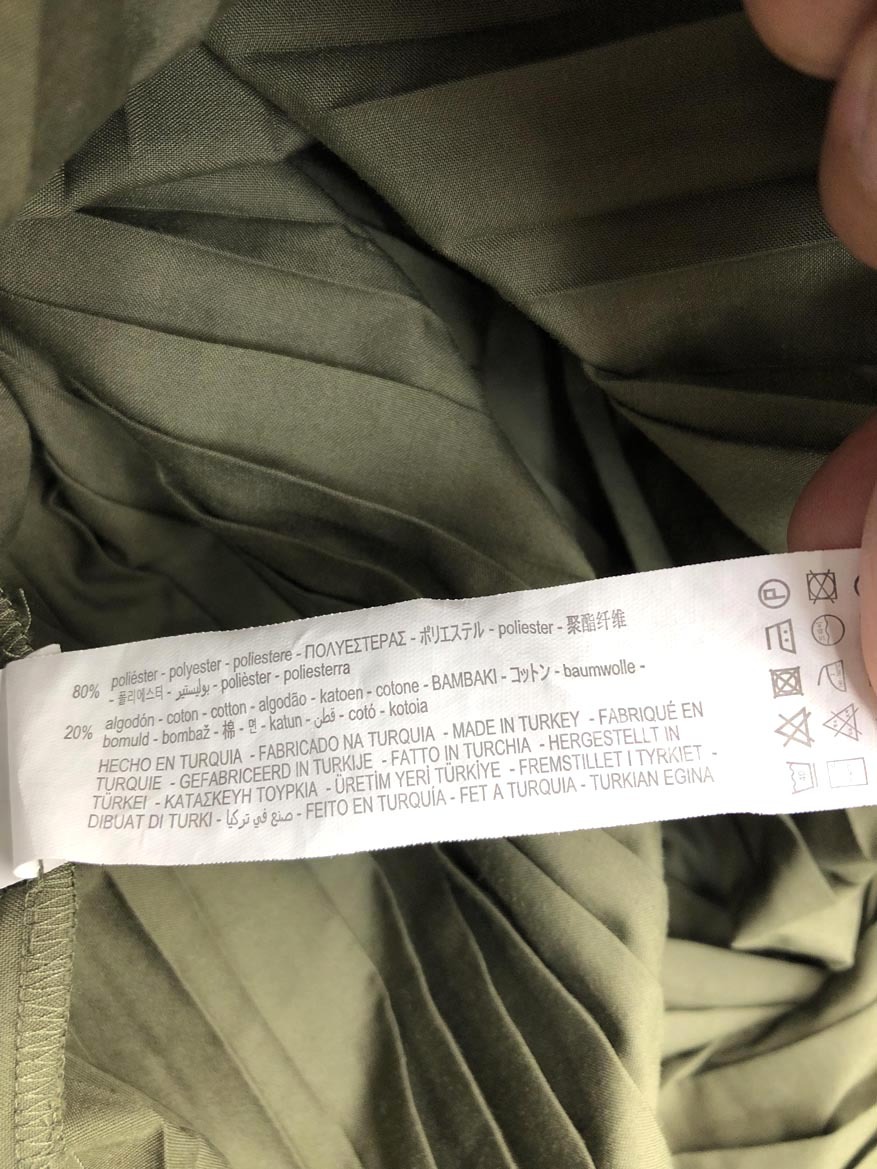 80% poliéster - polyester - poliestere - ΠΟΛΥΕΣΤΕΡΑΣ - ポリエステル - poliester - 聚酯纤维
- 폴리에스터 - بوليستير - polièster - poliesterra
20% algodón - coton - cotton - algodão - katoen - cotone - BAMBAKI - コットン - baumwolle -
bomuld - bombaž - 棉 - 면 - katun - قطن - cotó - kotoia
HECHO EN TURQUIA - FABRICADO NA TURQUIA - MADE IN TURKEY - FABRIQUÉ EN
TURQUIE - GEFABRICEERD IN TURKIJE - FATTO IN TURCHIA - HERGESTELLT IN
TÜRKEI - ΚΑΤΑΣΚΕΥΗ ΤΟΥΡΚΙΑ - ÜRETİM YERİ TÜRKİYE - FREMSTILLET I TYRKIET -
DIBUAT DI TURKI - صنع في تركيا - FEITO EN TURQUÍA - FET A TURQUIA - TURKIAN EGINA
P